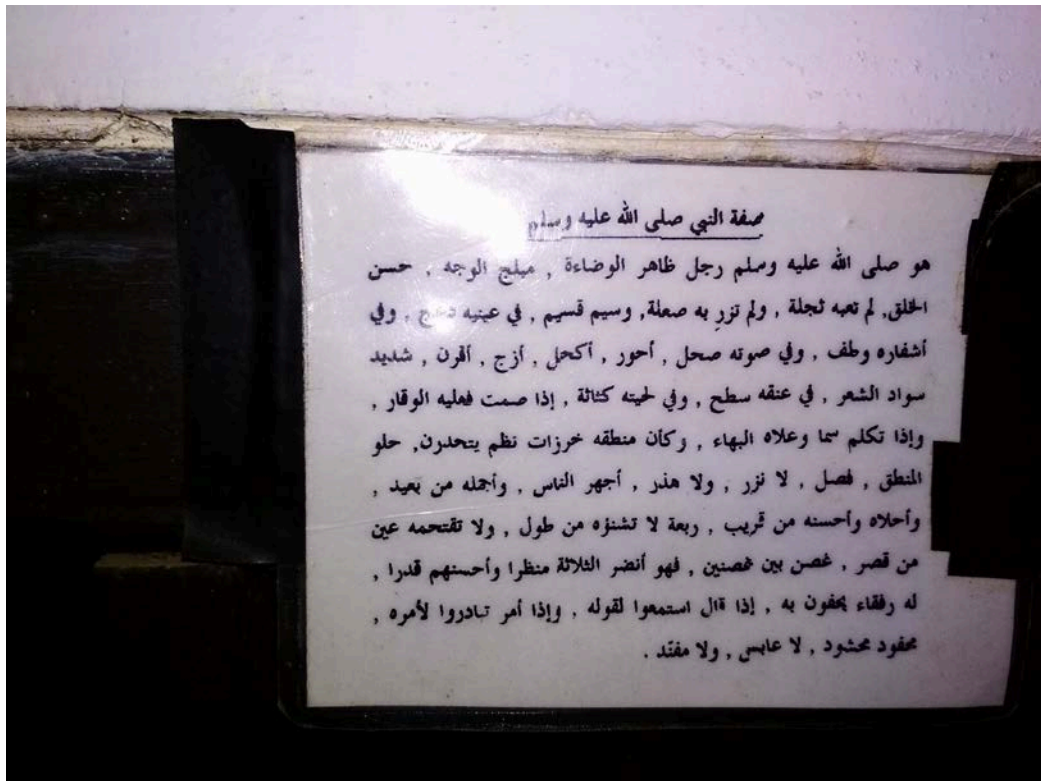 صفة النبي صلى الله عليه وسلم
هو صلى الله عليه وسلم رجل ظاهر الوضاءة , مبلج الوجه , حسن
الخلق, لم تعبه ثجلة , ولم تزرِ به صعلة, وسيم قسيم , في عينيه دعج , وفي
أشفاره وطف , وفي صوته صحل , أحور , أكحل , أزج , أقرن , شديد
سواد الشعر , في عنقه سطح , وفي لحيته كثاثة , إذا صمت فعليه الوقار ,
وإذا تكلم سما وعلاه البهاء , وكأن منطقه خرزات نظم يتحدرن, حلو
المنطق , فصل , لا نزر , ولا هذر , أجهر الناس , وأجمله من بعيد ,
وأحلاه وأحسنه من قريب , ربعة لا تشنؤه من طول , ولا تقتحمه عين
من قصر , غصن بين غصنين , فهو أنضر الثلاثة منظرا وأحسنهم قدرا ,
له رفقاء يحفون به , إذا قال استمعوا لقوله , وإذا أمر تبادروا لأمره ,
محفود محشود , لا عابس , ولا مفنّد .